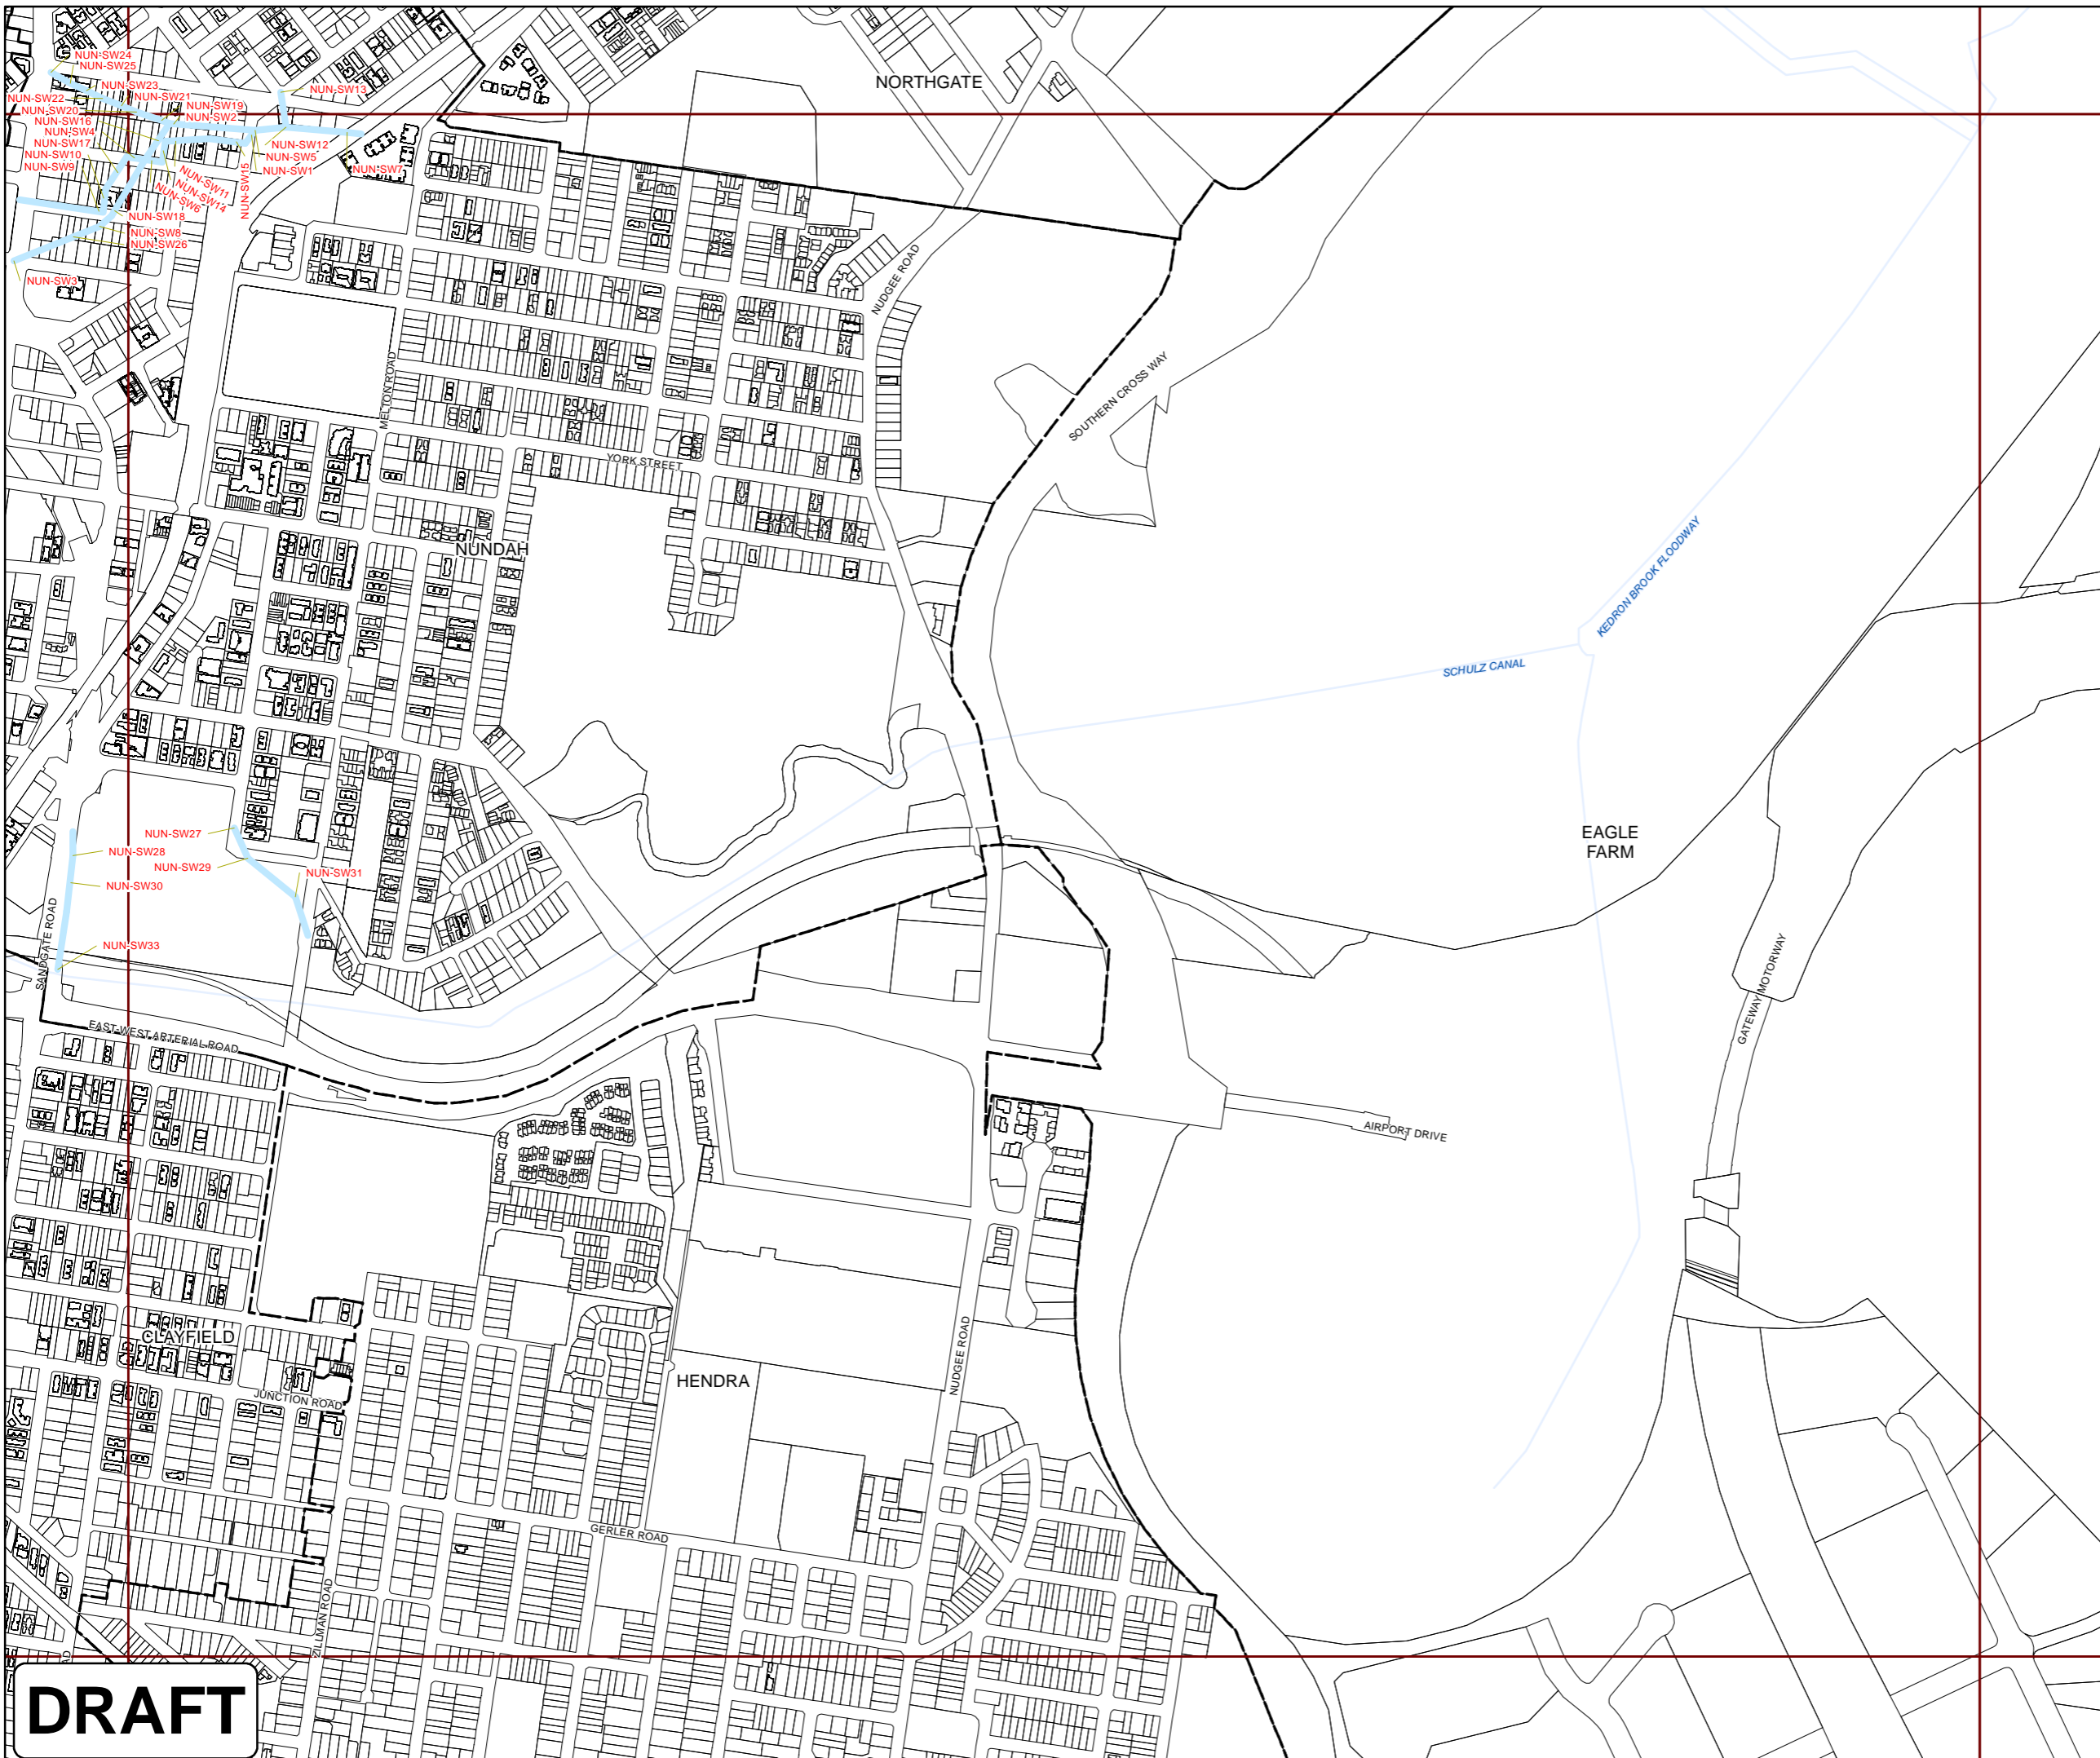 NUN-SW24
NUN-SW25
NORTHGATE
NUN-SW23
NUN-SW13
NUN-SW22
NUN-SW21
NUN-SW19
NUN-SW20
NUN-SW2
NUN-SW16
NUN-SW4
NUN-SW17
NUN-SW12
NUN-SW10
NUN-SW5
NUN-SW9
NUN-SW1
NUN-SW7
NUN-SW15
NUN-SW11
NUN-SW14
NUN-SW6
NUN-SW18
NUN-SW8
NUN-SW26
NUN-SW3
NUDGEE ROAD
MELTON ROAD
SOUTHERN CROSS WAY
YORK STREET
NUNDAH
KEDRON BROOK FLOODWAY
SCHULZ CANAL
NUN-SW27
EAGLE
FARM
NUN-SW28
NUN-SW29
NUN-SW31
NUN-SW30
SANDGATE ROAD
NUN-SW33
GATEWAY MOTORWAY
EAST-WEST ARTERIAL ROAD
AIRPORT DRIVE
CLAYFIELD
NUDGEE ROAD
HENDRA
JUNCTION ROAD
GERLER ROAD
ZILLMAN ROAD
AD
DRAFT